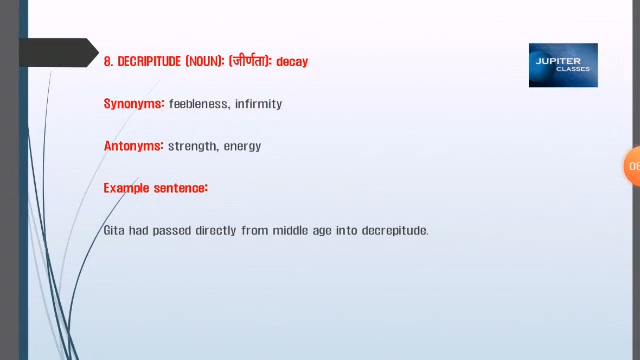 8. DECRIPITUDE (NOUN): (जीर्णता): decay
JUPITER
CLASSES
Synonyms: feebleness, infirmity
Antonyms: strength, energy
Example sentence:
Gita had passed directly from middle age into decrepitude.